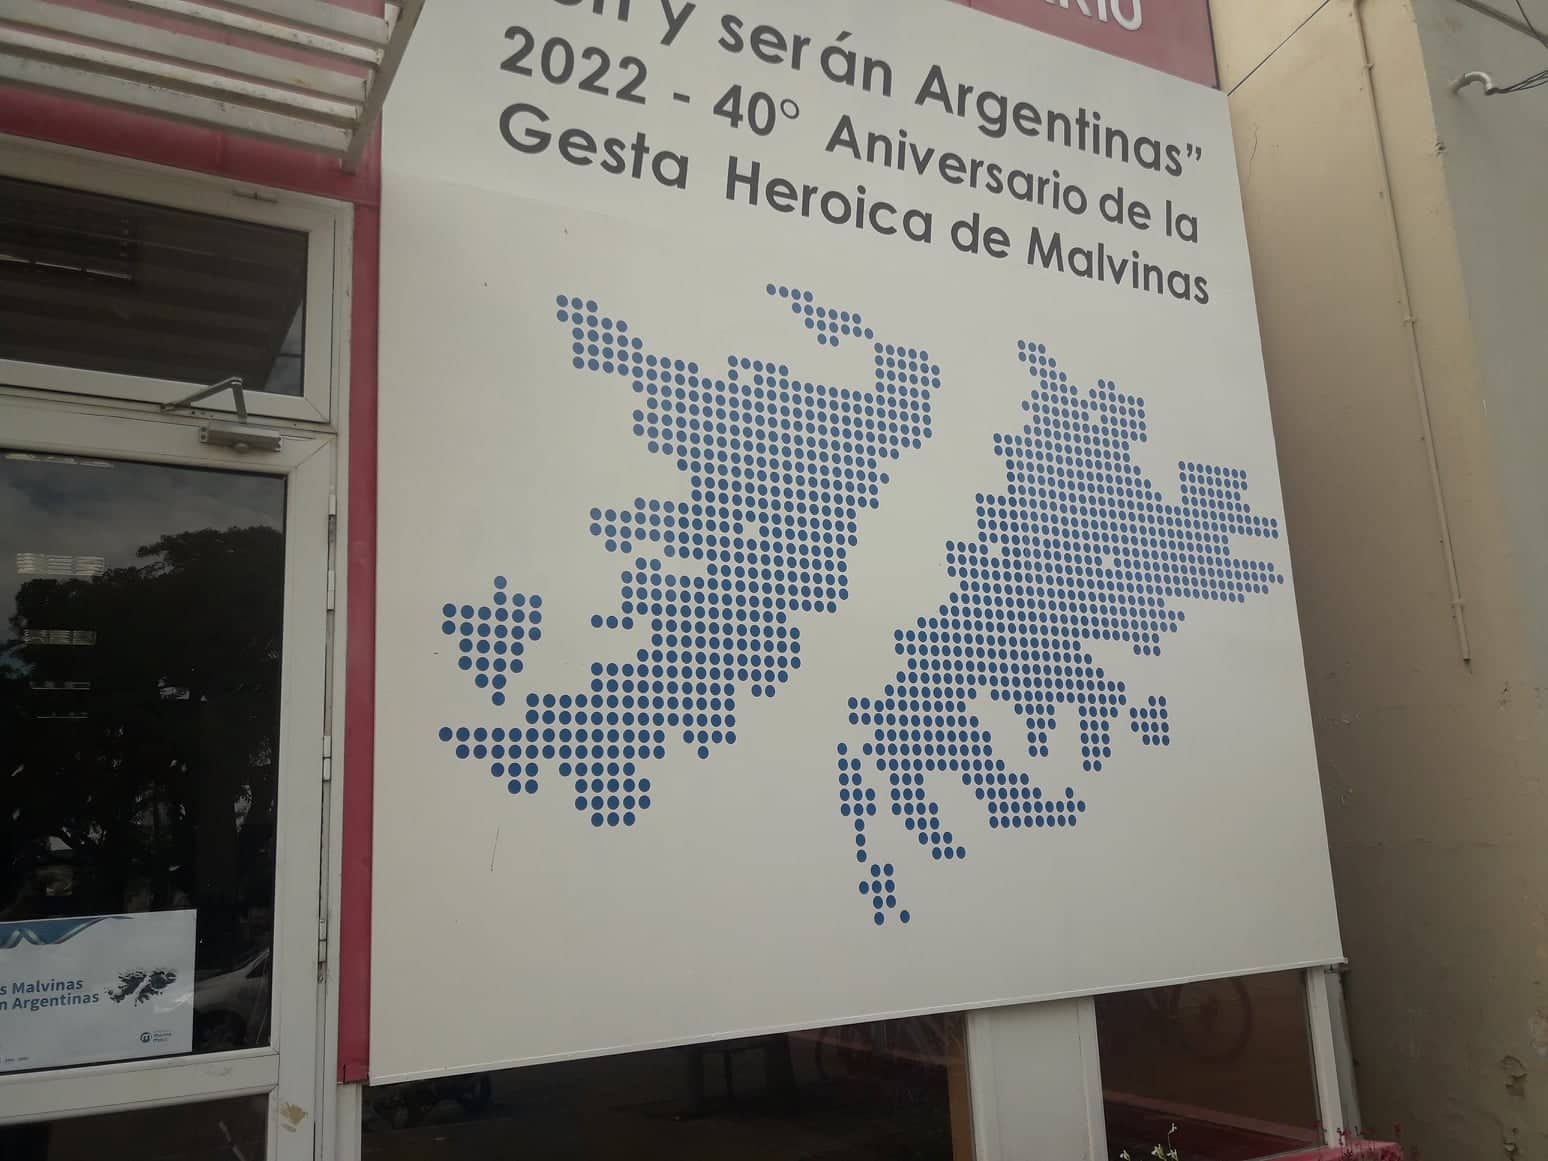 y serán Argentinas”
2022 - 40° Aniversario de la
Gesta Heroica de Malvinas
s Malvinas
n Argentinas